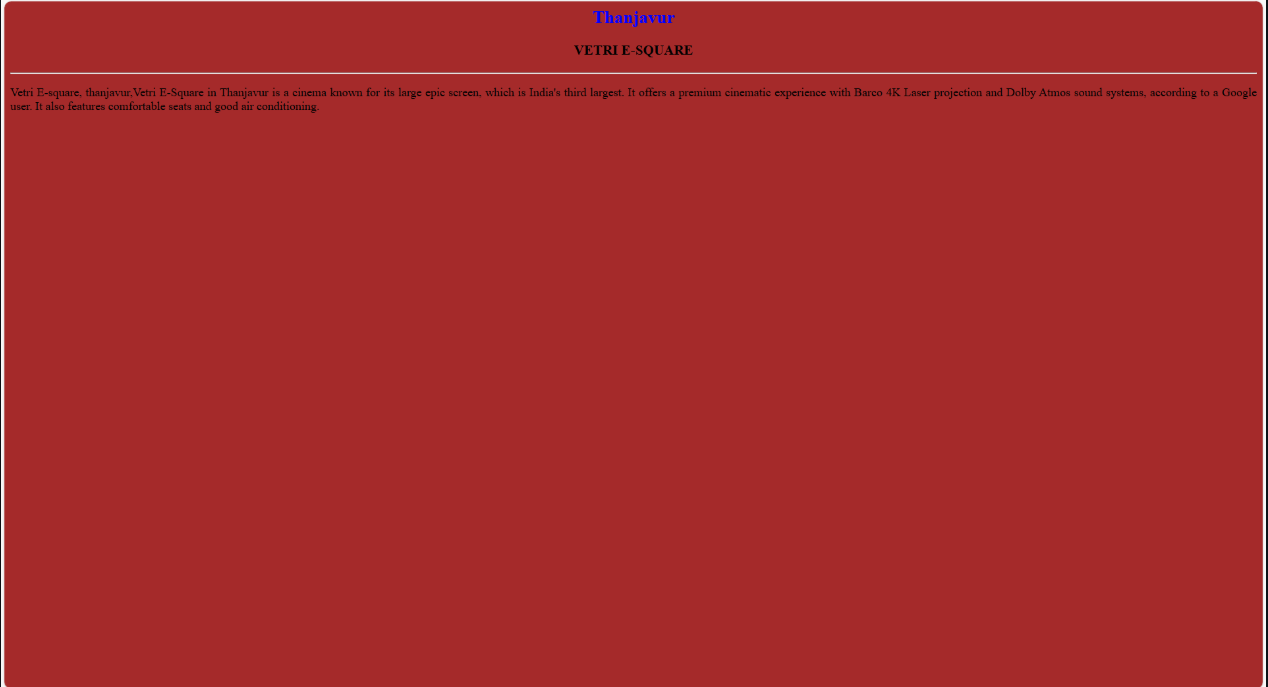 Thanjavur
VETRI E-SQUARE
Vetri E-square, thanjavur,Vetri E-Square in Thanjavur is a cinema known for its large epic screen, which is India's third largest. It offers a premium cinematic experience with Barco 4K Laser projection and Dolby Atmos sound systems, according to a Google
user. It also features comfortable seats and good air conditioning.